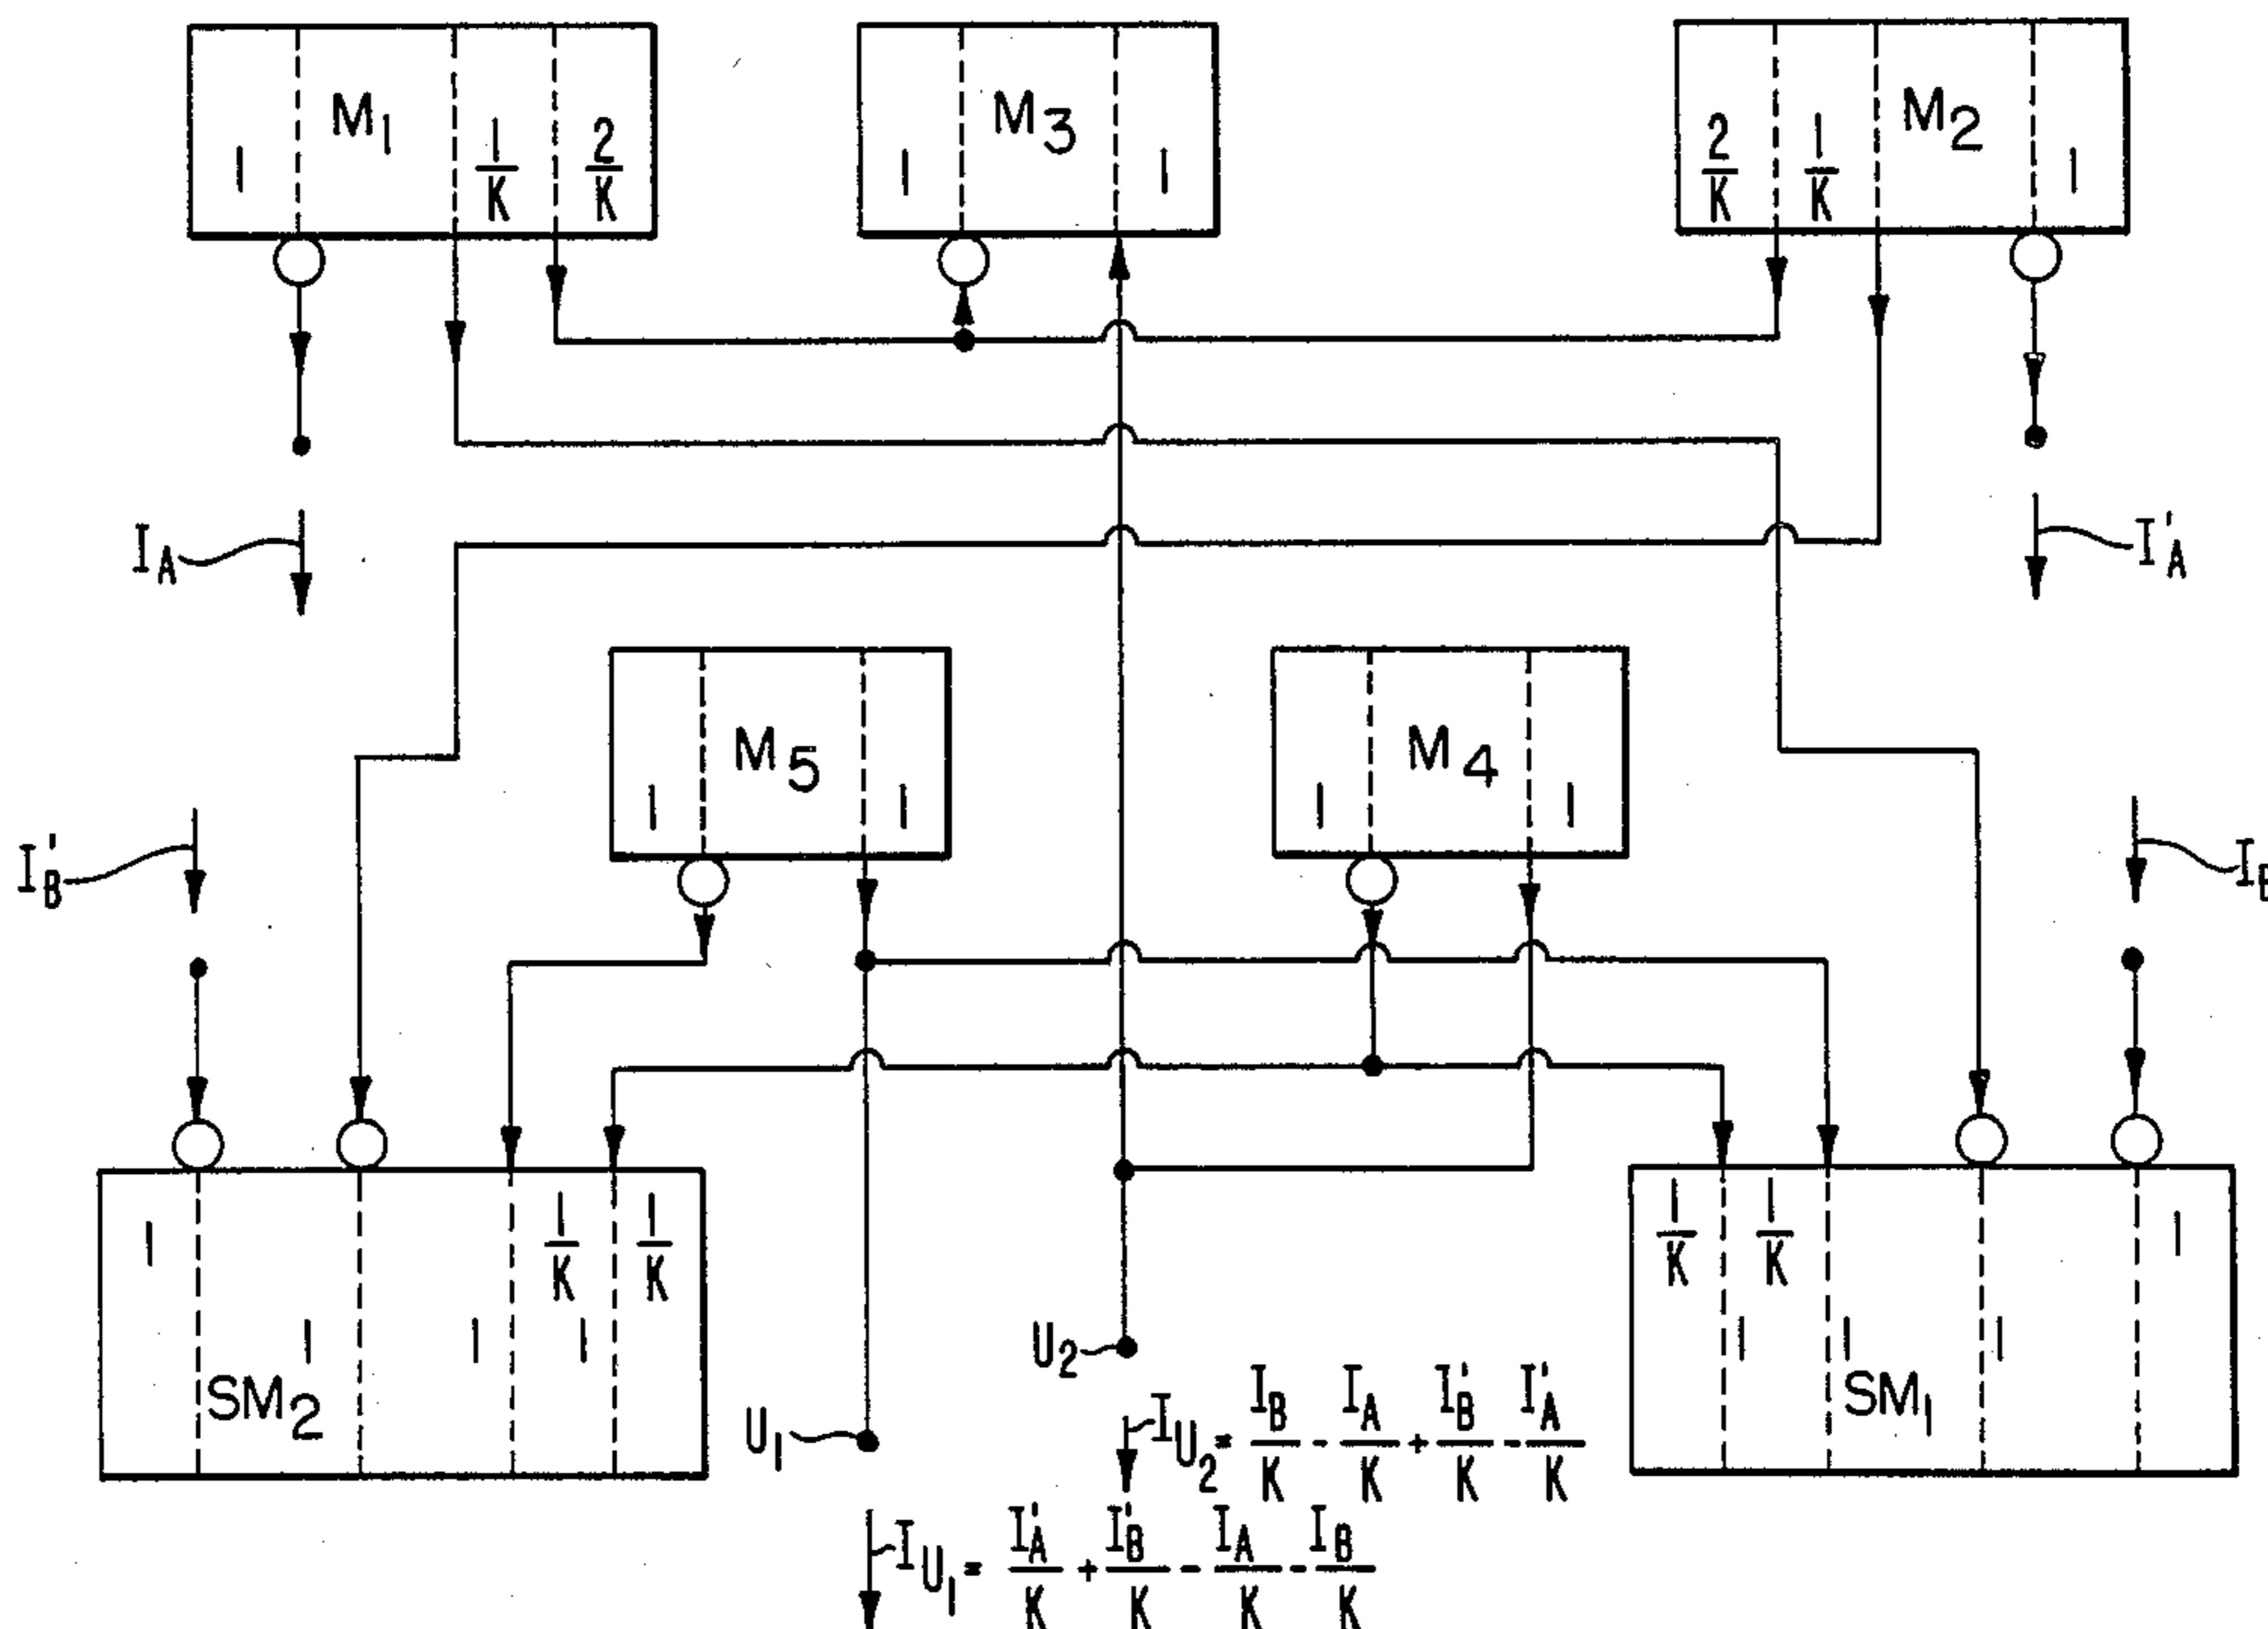 M1
1
1/K
2/K
M3
1
1
M2
2/K
1/K
1
IA
I'A
M5
1
1
M4
1
1
I'B
SM2
1
1
1
1/K
1
1/K
U1
U2
SM1
1/K
1
1/K
1
1
1
IU2 = IB/K - IA/K + I'B/K - I'A/K
IU1 = I'A/K + I'B/K - IA/K - IB/K